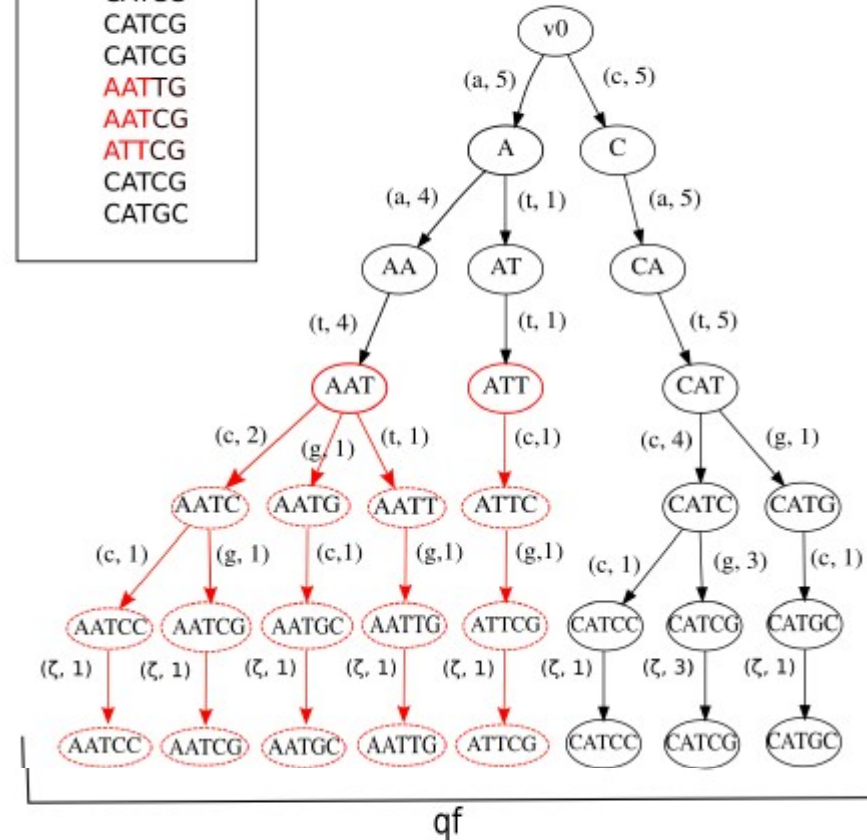 CATCG
CATCG
AATTG
AATCG
ATTCG
CATCG
CATGC
v0
(a, 5) (c, 5)
A C
(a, 4) (t, 1) (a, 5)
AA AT CA
(t, 4) (t, 1) (t, 5)
AAT ATT CAT
(c, 2) (g, 1) (t, 1) (c,1) (c, 4) (g, 1)
AATC AATG AATT ATTC CATC CATG
(c, 1) (g, 1) (c,1) (g,1) (g,1) (c, 1) (g, 3) (c, 1)
AATCC AATCG AATGC AATTG ATTCG CATCC CATCG CATGC
(ζ, 1) (ζ, 1) (ζ, 1) (ζ, 1) (ζ, 1) (ζ, 1) (ζ, 3) (ζ, 1)
AATCC AATCG AATGC AATTG ATTCG CATCC CATCG CATGC
qf